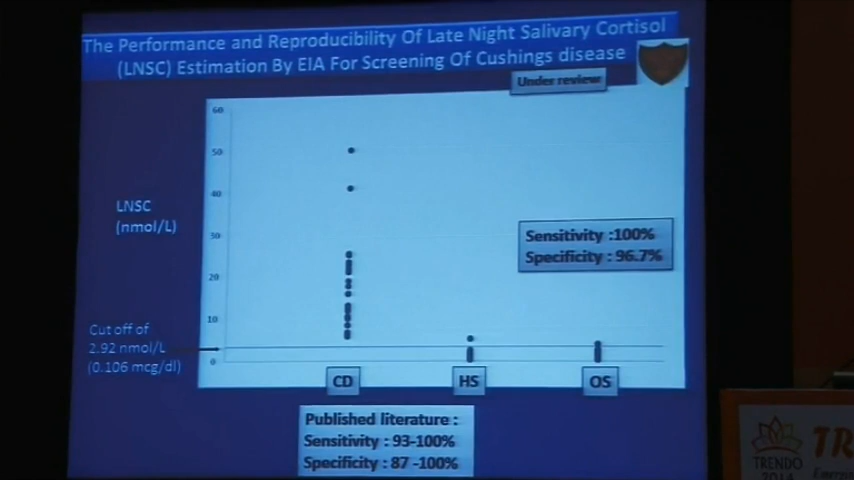 The Performance and Reproducibility Of Late Night Salivary Cortisol
(LNSC) Estimation By EIA For Screening Of Cushings disease
Under review
60
50
40
30
20
10
0
LNSC
(nmol/L)
Sensitivity :100%
Specificity : 96.7%
Cut off of
2.92 nmol/L
(0.106 mcg/dl)
CD
HS
OS
Published literature :
Sensitivity : 93-100%
Specificity : 87 -100%
TRENDO
2014
TR